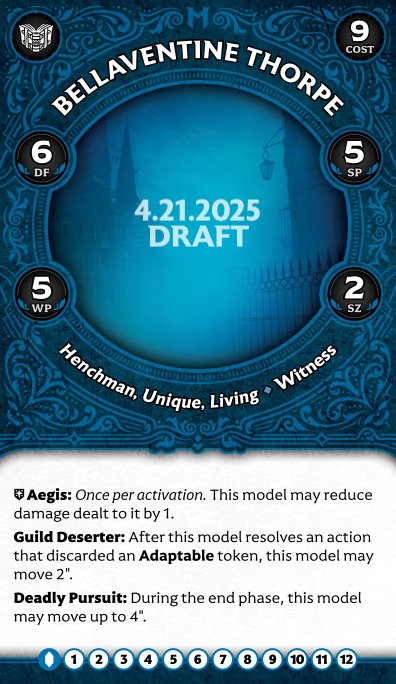 9
COST
BELLAVENTINE THORPE
6
DF
5
SP
4.21.2025
DRAFT
5
WP
2
SZ
Henchman, Unique, Living ⬥ Witness
Aegis: Once per activation. This model may reduce
damage dealt to it by 1.
Guild Deserter: After this model resolves an action
that discarded an Adaptable token, this model may
move 2".
Deadly Pursuit: During the end phase, this model
may move up to 4".
1 2 3 4 5 6 7 8 9 10 11 12